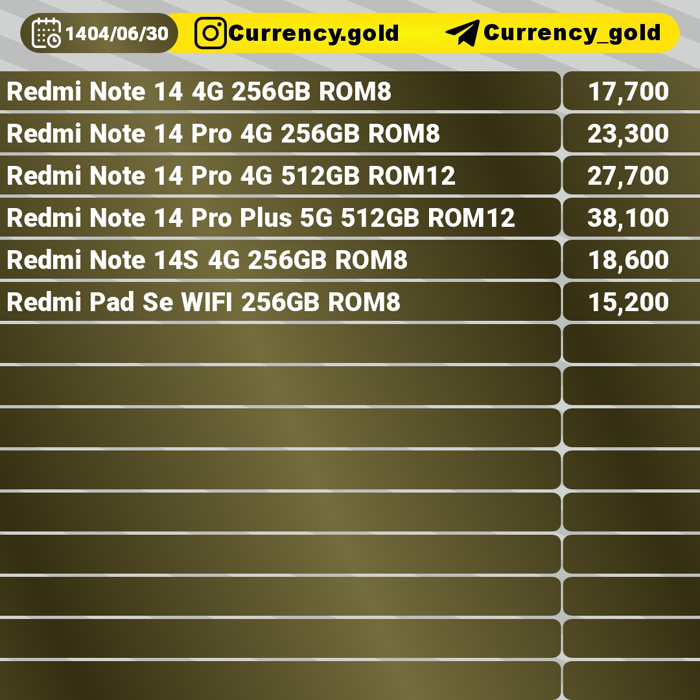 1404/06/30 Currency.gold Currency_gold
Redmi Note 14 4G 256GB ROM8 17,700
Redmi Note 14 Pro 4G 256GB ROM8 23,300
Redmi Note 14 Pro 4G 512GB ROM12 27,700
Redmi Note 14 Pro Plus 5G 512GB ROM12 38,100
Redmi Note 14S 4G 256GB ROM8 18,600
Redmi Pad Se WIFI 256GB ROM8 15,200